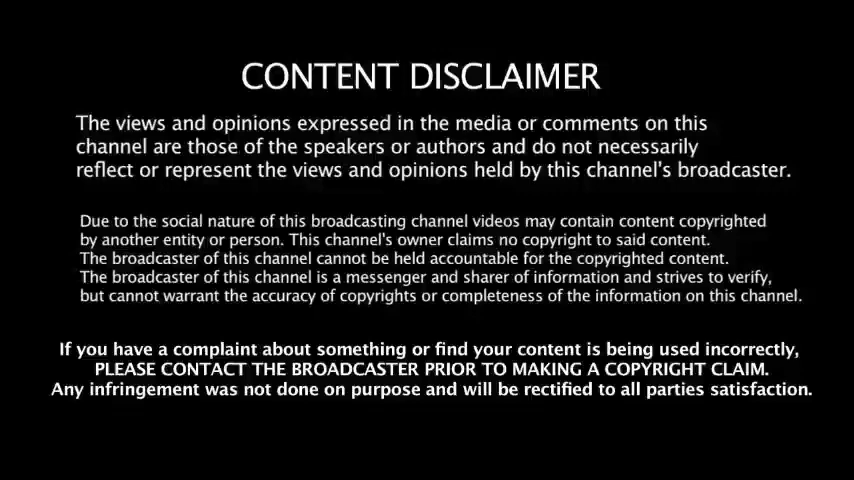 CONTENT DISCLAIMER
The views and opinions expressed in the media or comments on this
channel are those of the speakers or authors and do not necessarily
reflect or represent the views and opinions held by this channel's broadcaster.
Due to the social nature of this broadcasting channel videos may contain content copyrighted
by another entity or person. This channel's owner claims no copyright to said content.
The broadcaster of this channel cannot be held accountable for the copyrighted content.
The broadcaster of this channel is a messenger and sharer of information and strives to verify,
but cannot warrant the accuracy of copyrights or completeness of the information on this channel.
If you have a complaint about something or find your content is being used incorrectly,
PLEASE CONTACT THE BROADCASTER PRIOR TO MAKING A COPYRIGHT CLAIM.
Any infringement was not done on purpose and will be rectified to all parties satisfaction.